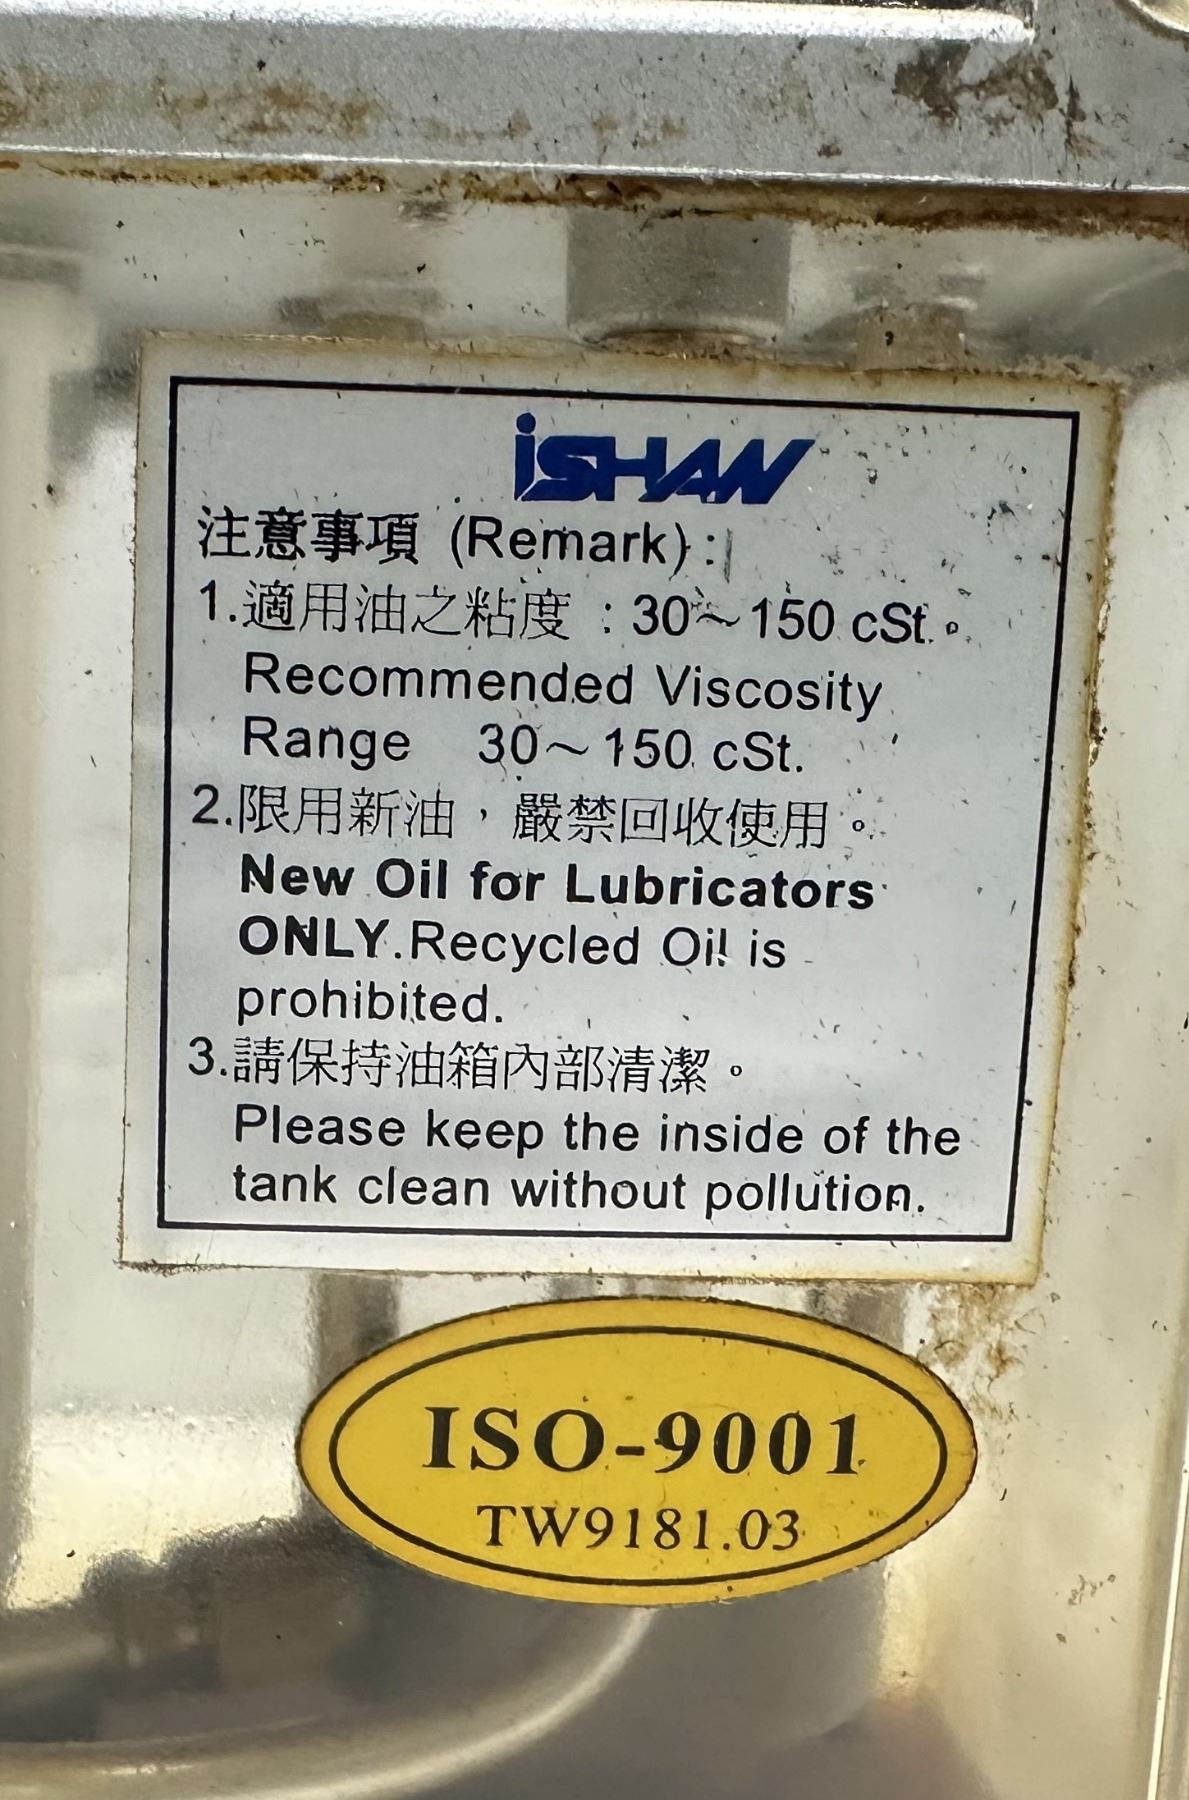 iSHAN
注意事項 (Remark):
1.適用油之粘度:30~150 cSt.。
Recommended Viscosity
Range 30~150 cSt.
2.限用新油,嚴禁回收使用。
New Oil for Lubricators
ONLY.Recycled Oil is
prohibited.
3.請保持油箱內部清潔。
Please keep the inside of the
tank clean without pollution.
ISO-9001
TW9181.03